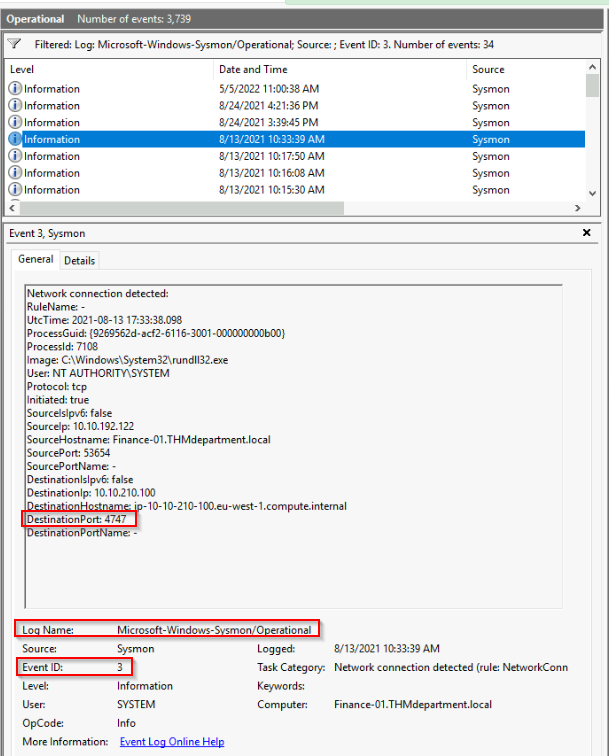 Operational Number of events: 3,739
Filtered: Log: Microsoft-Windows-Sysmon/Operational; Source: ; Event ID: 3. Number of events: 34
Level Date and Time Source
Information 5/5/2022 11:00:38 AM Sysmon
Information 8/24/2021 4:21:36 PM Sysmon
Information 8/24/2021 3:39:45 PM Sysmon
Information 8/13/2021 10:33:39 AM Sysmon
Information 8/13/2021 10:17:50 AM Sysmon
Information 8/13/2021 10:16:08 AM Sysmon
Information 8/13/2021 10:15:30 AM Sysmon
Event 3, Sysmon
General Details
Network connection detected:
RuleName: -
UtcTime: 2021-08-13 17:33:38.098
ProcessGuid: {9269562d-acf2-6116-3001-000000000b00}
ProcessId: 7108
Image: C:\Windows\System32\rundll32.exe
User: NT AUTHORITY\SYSTEM
Protocol: tcp
Initiated: true
SourceIsIpv6: false
SourceIp: 10.10.192.122
SourceHostname: Finance-01.THMdepartment.local
SourcePort: 53654
SourcePortName: -
DestinationIsIpv6: false
DestinationIp: 10.10.210.100
DestinationHostname: ip-10-10-210-100.eu-west-1.compute.internal
DestinationPort: 4747
DestinationPortName: -
Log Name: Microsoft-Windows-Sysmon/Operational
Source: Sysmon Logged: 8/13/2021 10:33:39 AM
Event ID: 3 Task Category: Network connection detected (rule: NetworkConn
Level: Information Keywords:
User: SYSTEM Computer: Finance-01.THMdepartment.local
OpCode: Info
More Information: Event Log Online Help